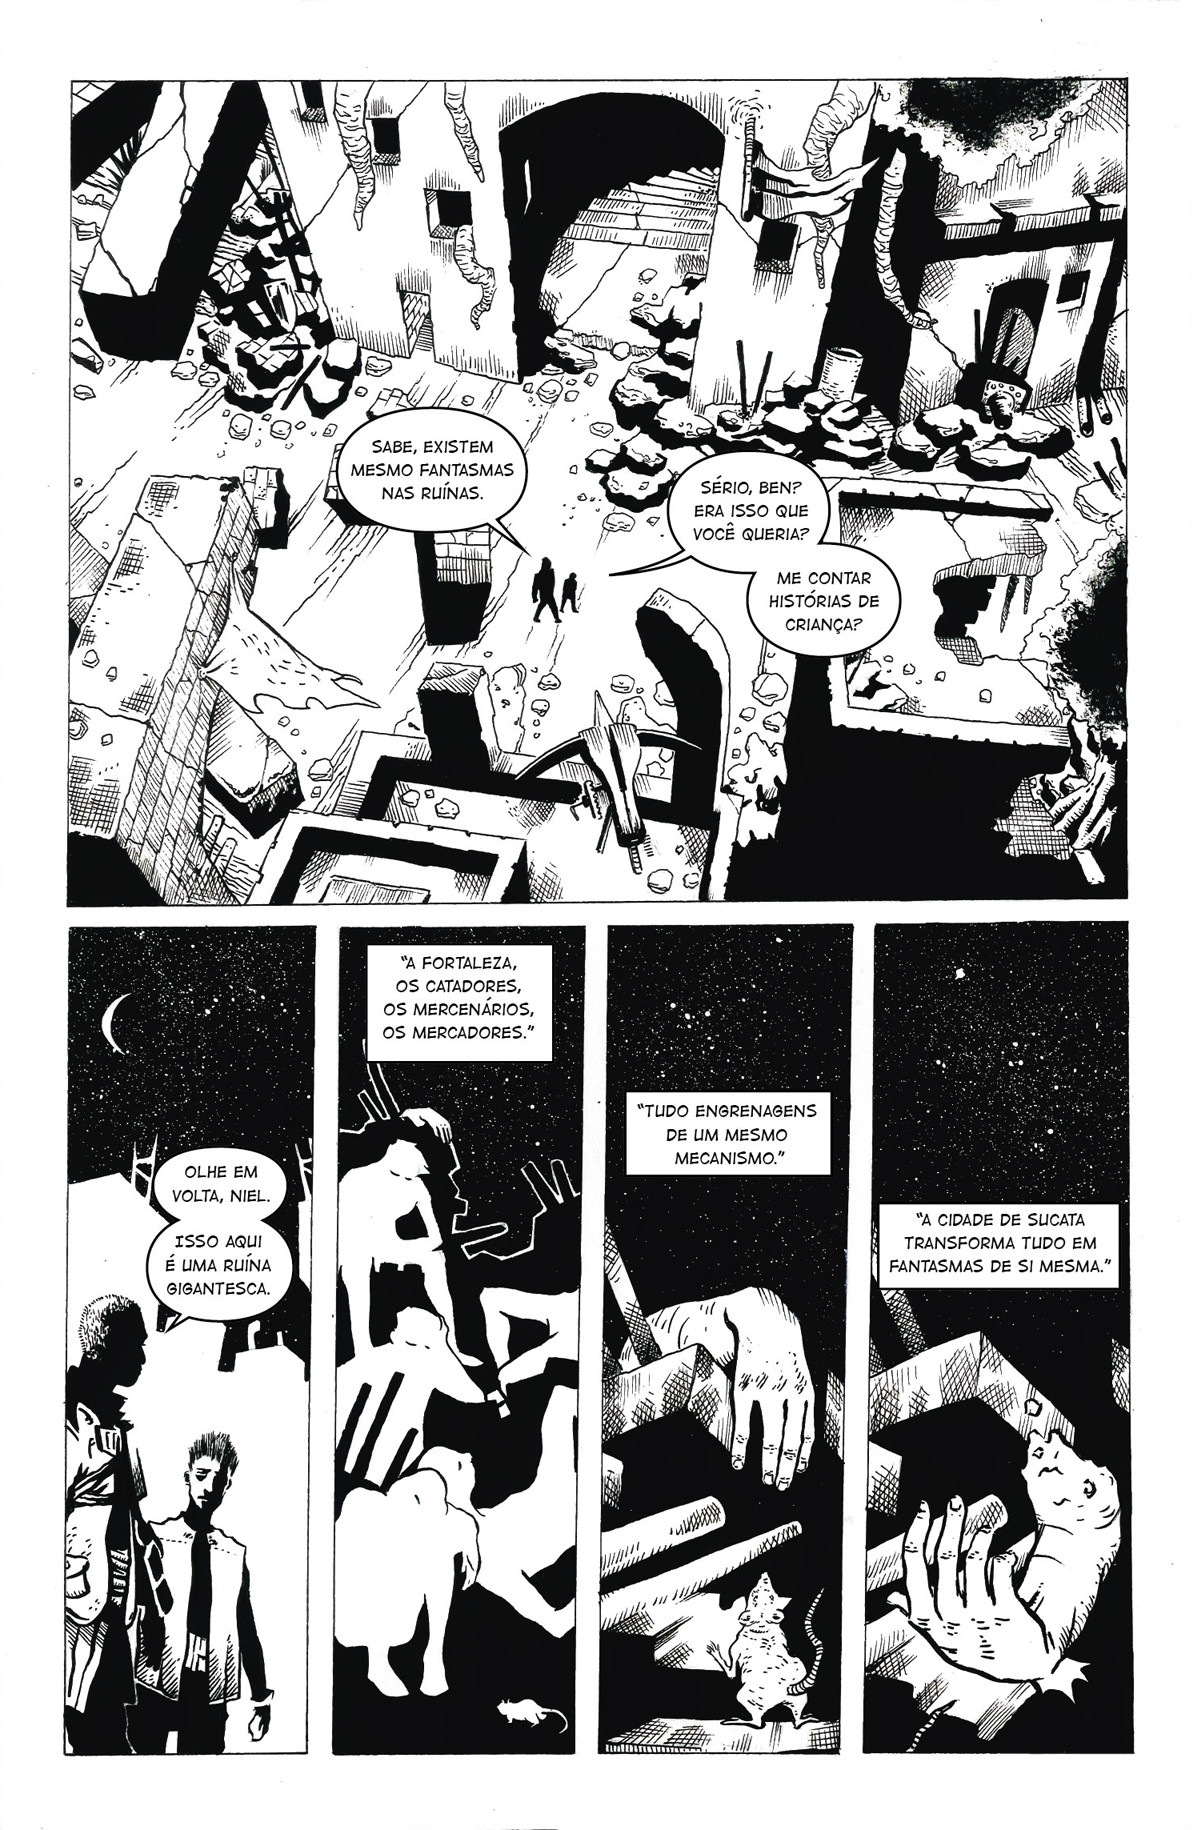 SABE, EXISTEM
MESMO FANTASMAS
NAS RUÍNAS.
SÉRIO, BEN?
ERA ISSO QUE
VOCÊ QUERIA?
ME CONTAR
HISTÓRIAS DE
CRIANÇA?
OLHE EM
VOLTA, NIEL.
ISSO AQUI
É UMA RUÍNA
GIGANTESCA.
“A FORTALEZA,
OS CATADORES,
OS MERCENÁRIOS,
OS MERCADORES.”
“TUDO ENGRENAGENS
DE UM MESMO
MECANISMO.”
“A CIDADE DE SUCATA
TRANSFORMA TUDO EM
FANTASMAS DE SI MESMA.”